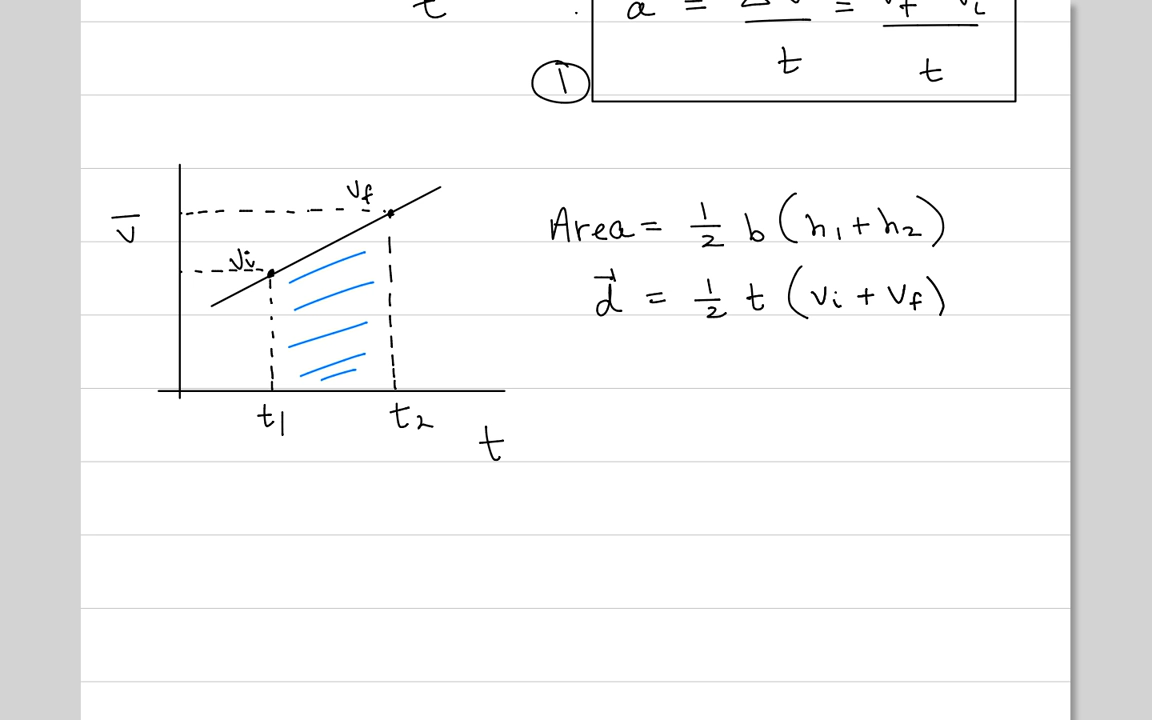 t
a = Δv = vf - vi
t
t
1
vf
v
vi
Area = 1/2 b (h1 + h2)
d = 1/2 t (vi + vf)
t1
t2
t